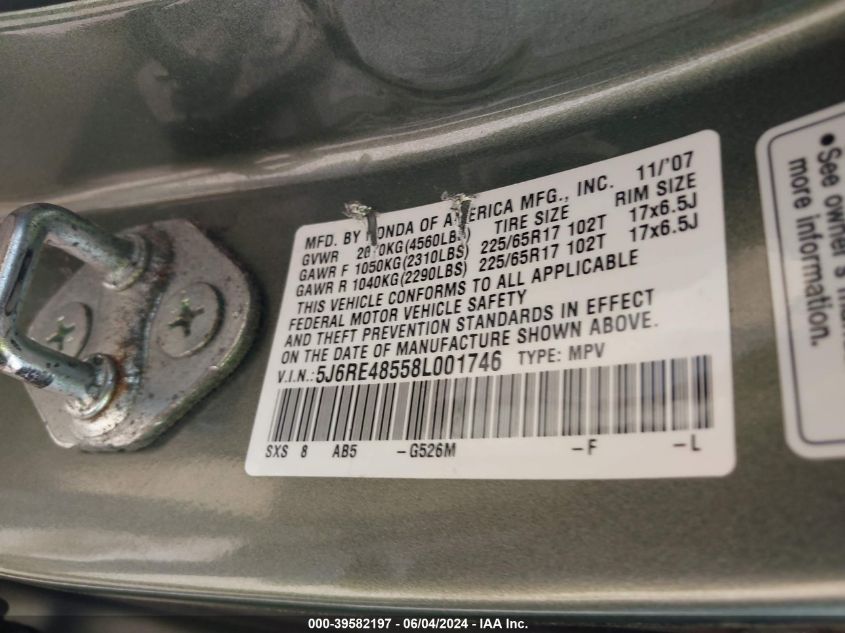 MFD. BY HONDA OF AMERICA MFG., INC. 11/'07
GVWR 2070KG(4560LBS) TIRE SIZE RIM SIZE
GAWR F 1050KG(2310LBS) 225/65R17 102T 17x6.5J
GAWR R 1040KG(2290LBS) 225/65R17 102T 17x6.5J
THIS VEHICLE CONFORMS TO ALL APPLICABLE
FEDERAL MOTOR VEHICLE SAFETY
AND THEFT PREVENTION STANDARDS IN EFFECT
ON THE DATE OF MANUFACTURE SHOWN ABOVE.
V.I.N.: 5J6RE48558L001746 TYPE: MPV
SXS 8 AB5 -G526M -F -L
•See owner's
more information.
000-39582197 - 06/04/2024 - IAA Inc.